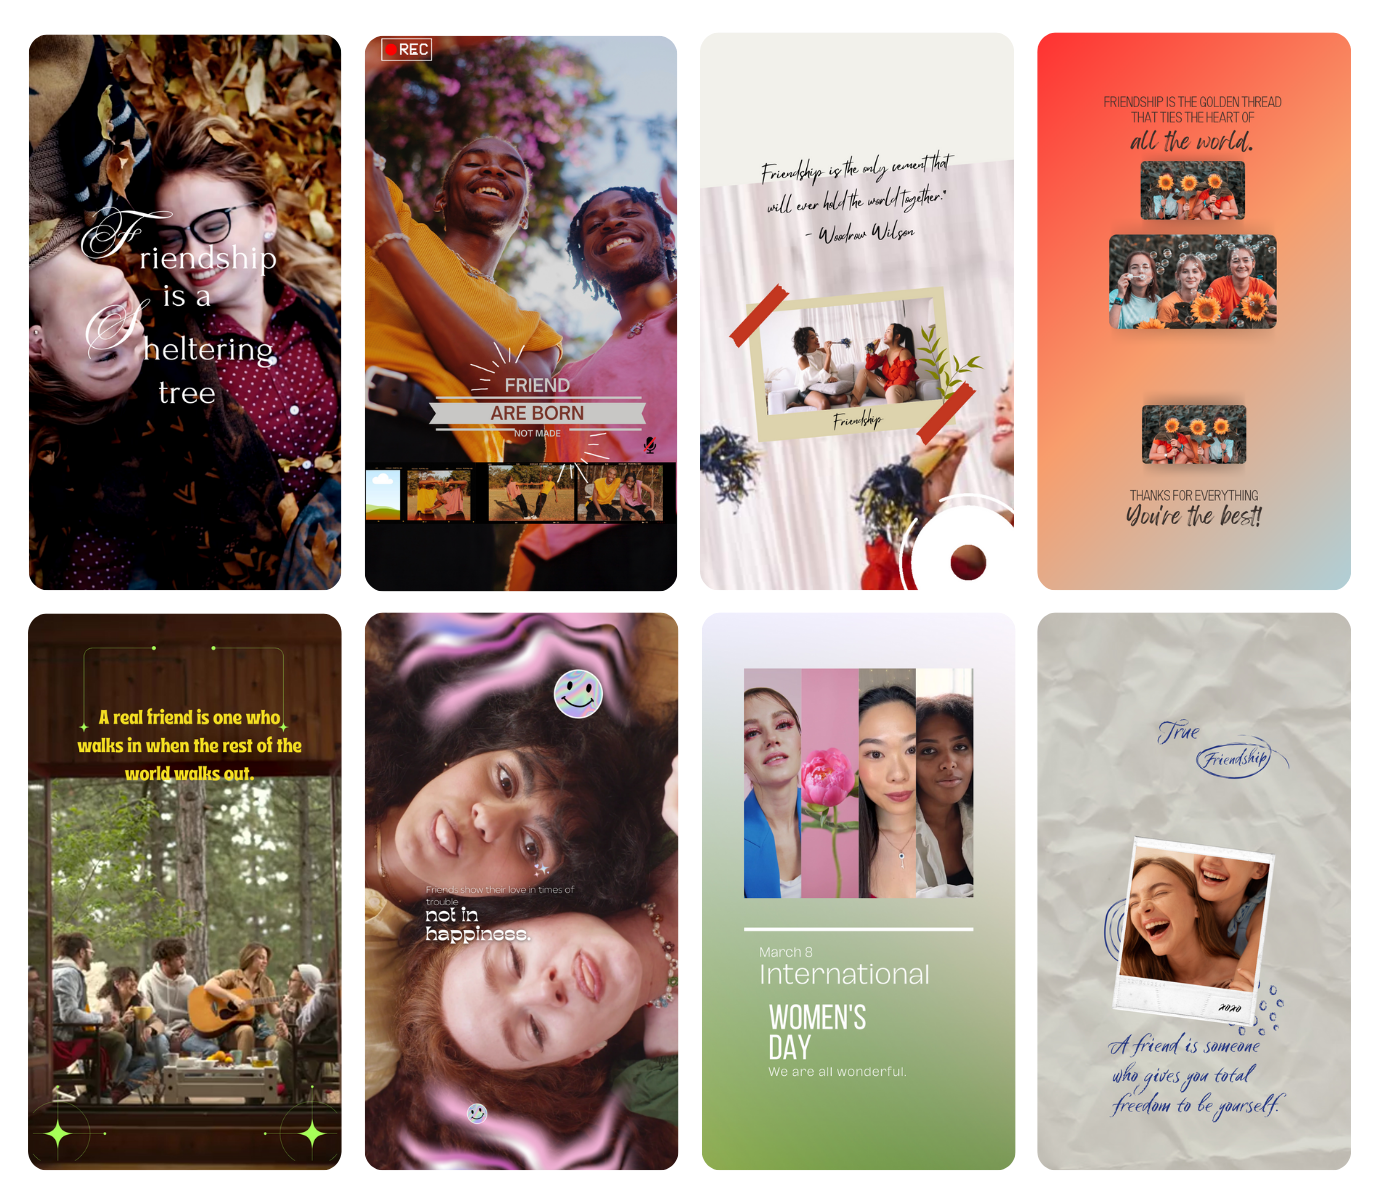 Friendship
is a
Sheltering
tree
REC
FRIEND
ARE BORN
NOT MADE
Friendship is the only cement that
will ever hold the world together."
- Woodrow Wilson
Friendship
FRIENDSHIP IS THE GOLDEN THREAD
THAT TIES THE HEART OF
all the world.
THANKS FOR EVERYTHING
You're the best!
A real friend is one who
walks in when the rest of the
world walks out.
Friends show their love in times of
trouble
not in
happiness.
March 8
International
WOMEN'S
DAY
We are all wonderful.
True
Friendship
xoxo
A friend is someone
who gives you total
freedom to be yourself.